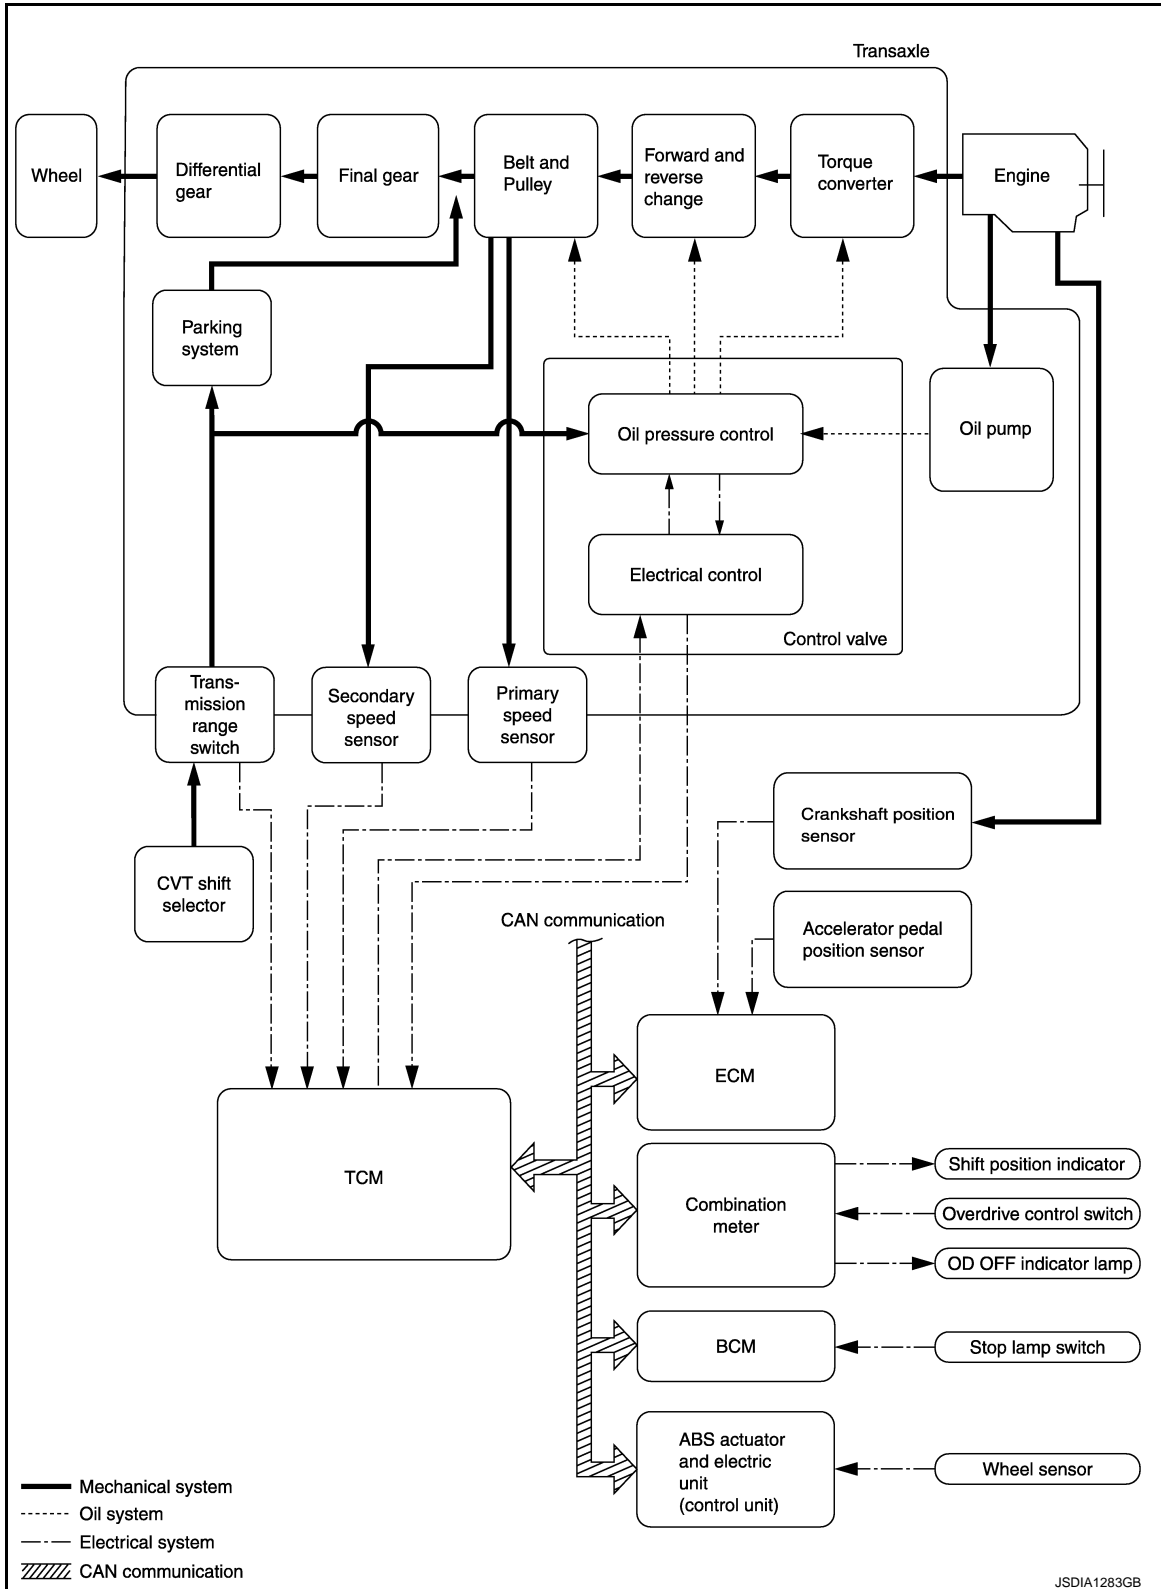 Transaxle
Wheel
Differential
gear
Final gear
Belt and
Pulley
Forward and
reverse
change
Torque
converter
Engine
Parking
system
Oil pressure control
Oil pump
Electrical control
Control valve
Trans-
mission
range
switch
Secondary
speed
sensor
Primary
speed
sensor
Crankshaft position
sensor
CVT shift
selector
CAN communication
Accelerator pedal
position sensor
ECM
TCM
Combination
meter
Shift position indicator
Overdrive control switch
OD OFF indicator lamp
BCM
Stop lamp switch
ABS actuator
and electric
unit
(control unit)
Wheel sensor
Mechanical system
Oil system
Electrical system
CAN communication
JSDIA1283GB